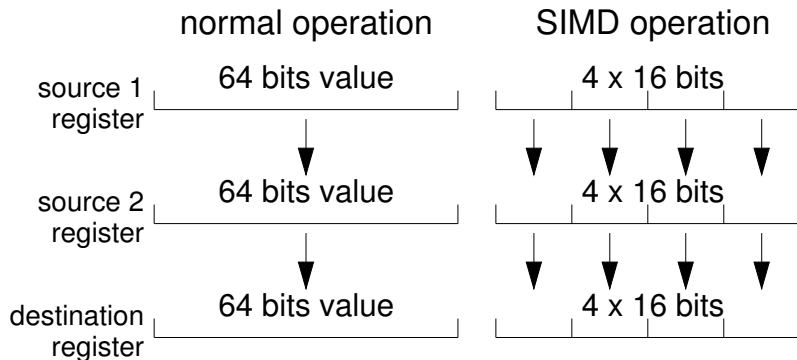 normal operation
SIMD operation
source 1
register
64 bits value
4 x 16 bits
source 2
register
64 bits value
4 x 16 bits
destination
register
64 bits value
4 x 16 bits